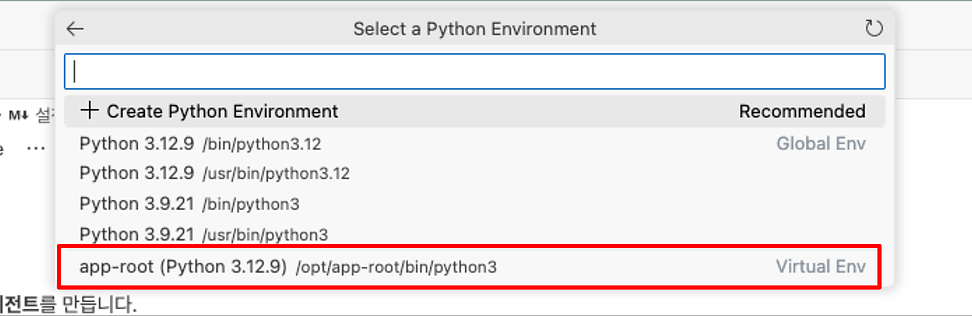 Select a Python Environment
Create Python Environment Recommended
M 설
Python 3.12.9 /bin/python3.12 Global Env
e ...
Python 3.12.9 /usr/bin/python3.12
Python 3.9.21 /bin/python3
Python 3.9.21 /usr/bin/python3
app-root (Python 3.12.9) /opt/app-root/bin/python3 Virtual Env
전트를 만듭니다.